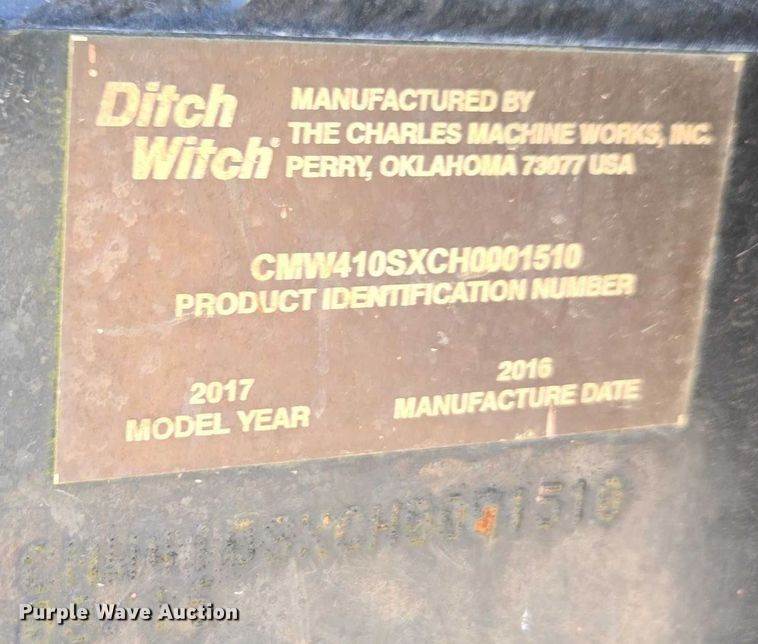 Ditch
Witch®
MANUFACTURED BY
THE CHARLES MACHINE WORKS, INC.
PERRY, OKLAHOMA 73077 USA
CMW410SXCH0001510
PRODUCT IDENTIFICATION NUMBER
2017
MODEL YEAR
2016
MANUFACTURE DATE
CMW410SXCH0001510
Purple Wave Auction